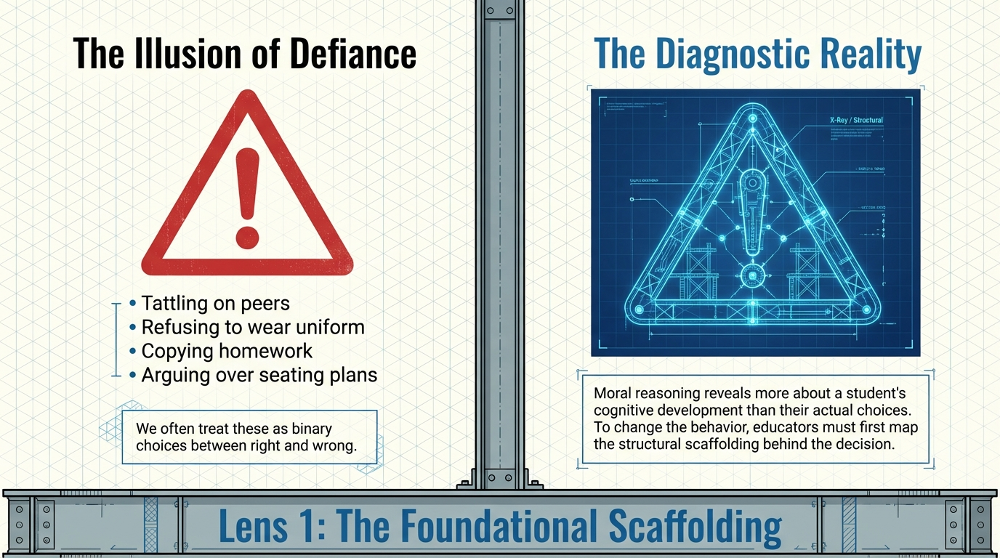 The Illusion of Defiance
• Tattling on peers
• Refusing to wear uniform
• Copying homework
• Arguing over seating plans
We often treat these as binary
choices between right and wrong.
The Diagnostic Reality
X-Rey / Structural
Moral reasoning reveals more about a student's
cognitive development than their actual choices.
To change the behavior, educators must first map
the structural scaffolding behind the decision.
Lens 1: The Foundational Scaffolding